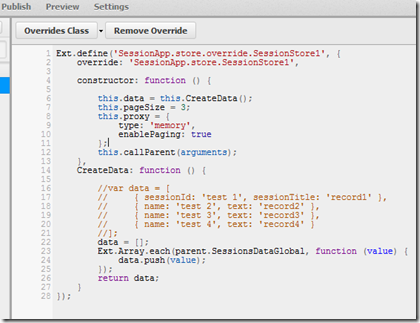 Publish Preview Settings
Overrides Class Remove Override
1 Ext.define('SessionApp.store.override.SessionStore1', {
2 override: 'SessionApp.store.SessionStore1',
3
4 constructor: function () {
5
6 this.data = this.CreateData();
7 this.pageSize = 3;
8 this.proxy = {
9 type: 'memory',
10 enablePaging: true
11 };
12 this.callParent(arguments);
13 },
14 CreateData: function () {
15
16 //var data = [
17 // { sessionId: 'test 1', sessionTitle: 'record1' },
18 // { name: 'test 2', text: 'record2' },
19 // { name: 'test 3', text: 'record3' },
20 // { name: 'test 4', text: 'record4' }
21 //];
22 data = [];
23 Ext.Array.each(parent.SessionsDataGlobal, function (value) {
24 data.push(value);
25 });
26 return data;
27 }
28 });